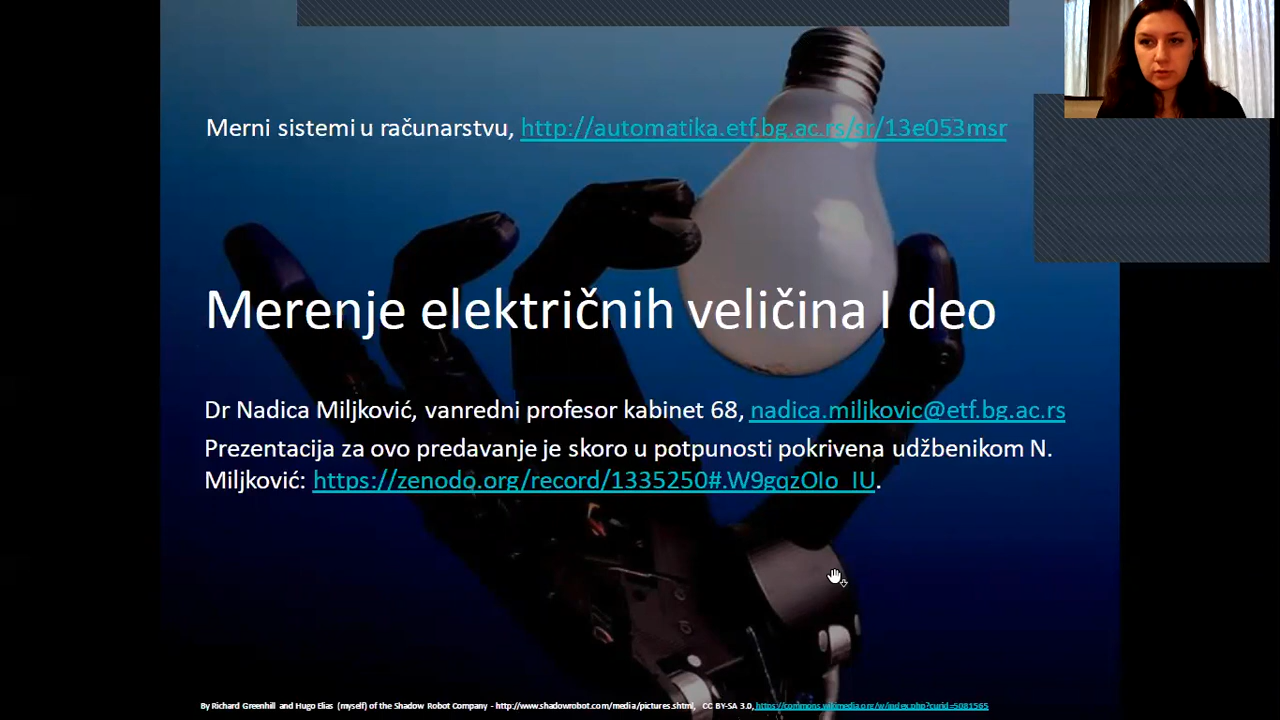 Merni sistemi u računarstvu, http://automatika.etf.bg.ac.rs/sr/13e053msr
Merenje električnih veličina I deo
Dr Nadica Miljković, vanredni profesor kabinet 68, nadica.miljkovic@etf.bg.ac.rs
Prezentacija za ovo predavanje je skoro u potpunosti pokrivena udžbenikom N.
Miljković: https://zenodo.org/record/1335250#.W9gqzOIo_IU.
By Richard Greenhill and Hugo Elias (myself) of the Shadow Robot Company - http://www.shadowrobot.com/media/pictures.shtml, CC BY-SA 3.0, https://commons.wikimedia.org/w/index.php?curid=5081565